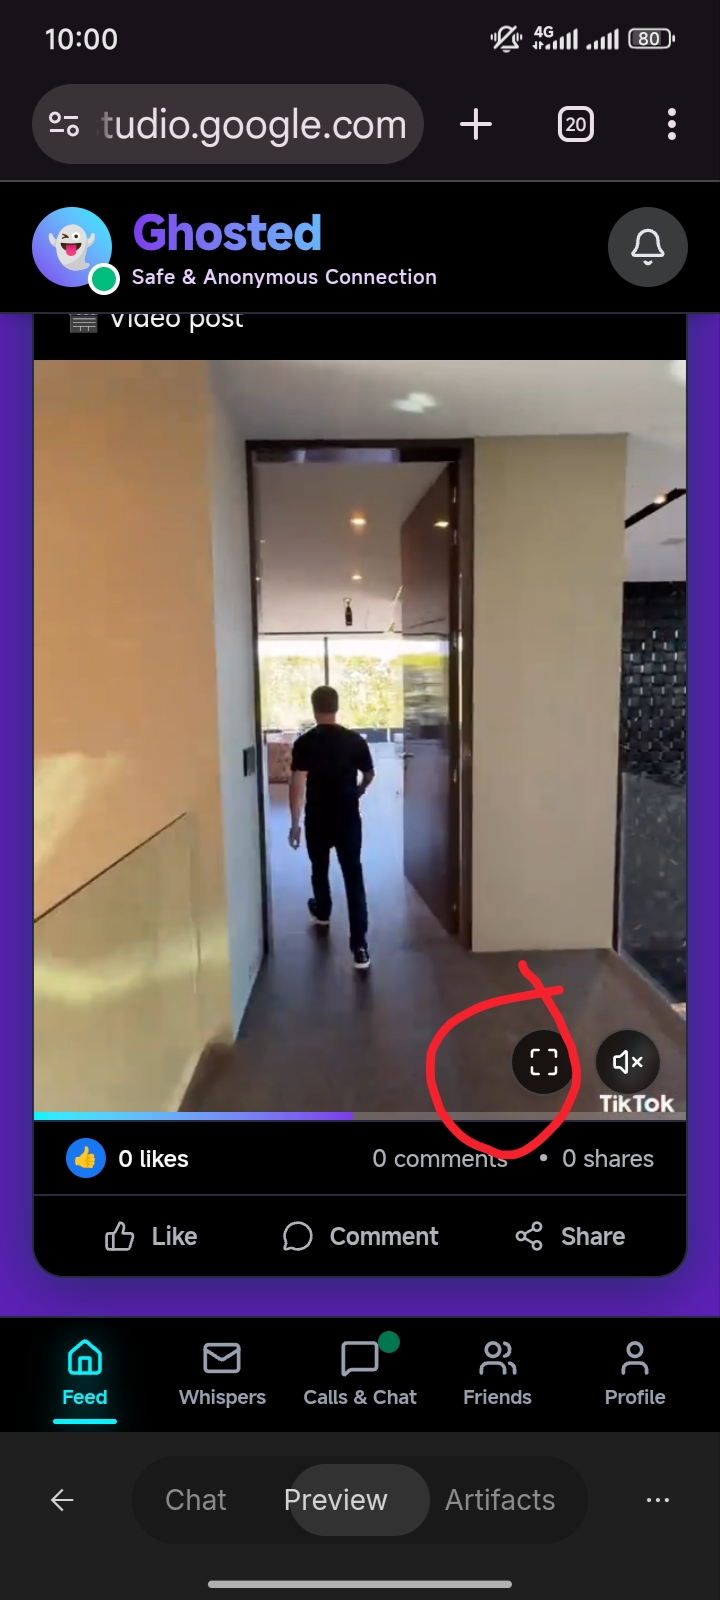 10:00
4G
80
tudio.google.com
20
Ghosted
Safe & Anonymous Connection
Video post
TikTok
0 likes
0 comments • 0 shares
Like
Comment
Share
Feed
Whispers
Calls & Chat
Friends
Profile
Chat
Preview
Artifacts